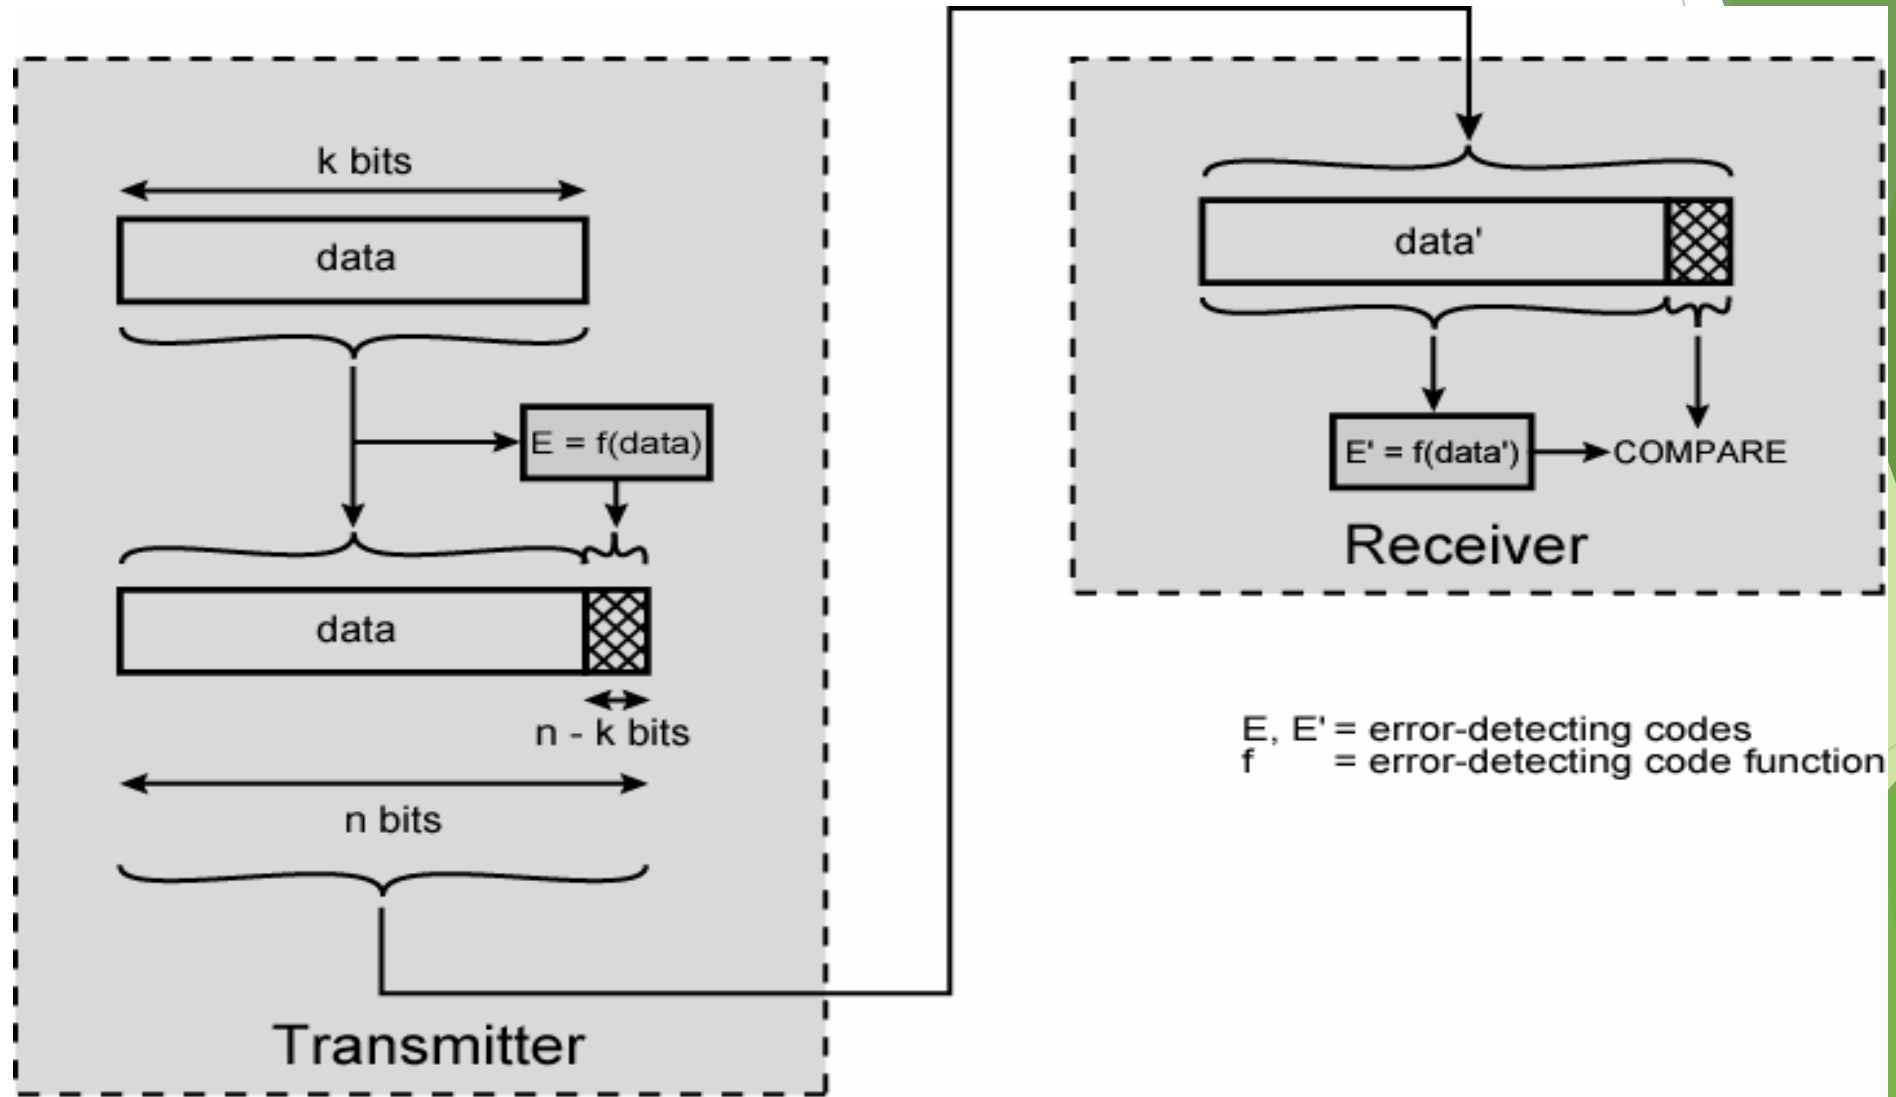 k bits
data
E = f(data)
data
n - k bits
n bits
Transmitter
data'
E' = f(data')
COMPARE
Receiver
E, E' = error-detecting codes
f = error-detecting code function